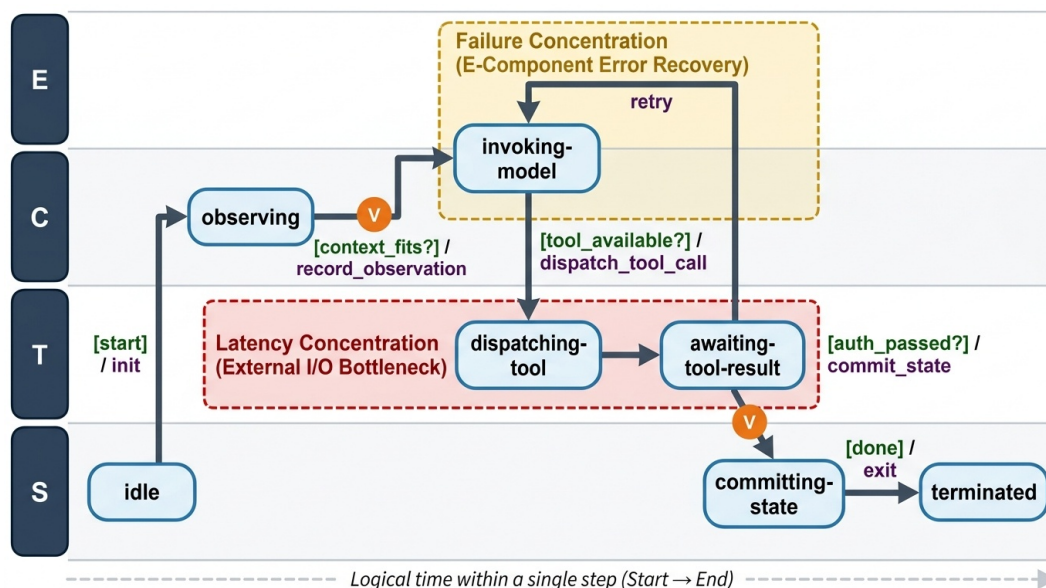 E
Failure Concentration
(E-Component Error Recovery)
retry
invoking-
model
C
observing
V
[context_fits?] /
record_observation
[tool_available?] /
dispatch_tool_call
T
[start]
/ init
Latency Concentration
(External I/O Bottleneck)
dispatching-
tool
awaiting-
tool-result
[auth_passed?] /
commit_state
V
S
idle
committing-
state
[done] /
exit
terminated
Logical time within a single step (Start → End)